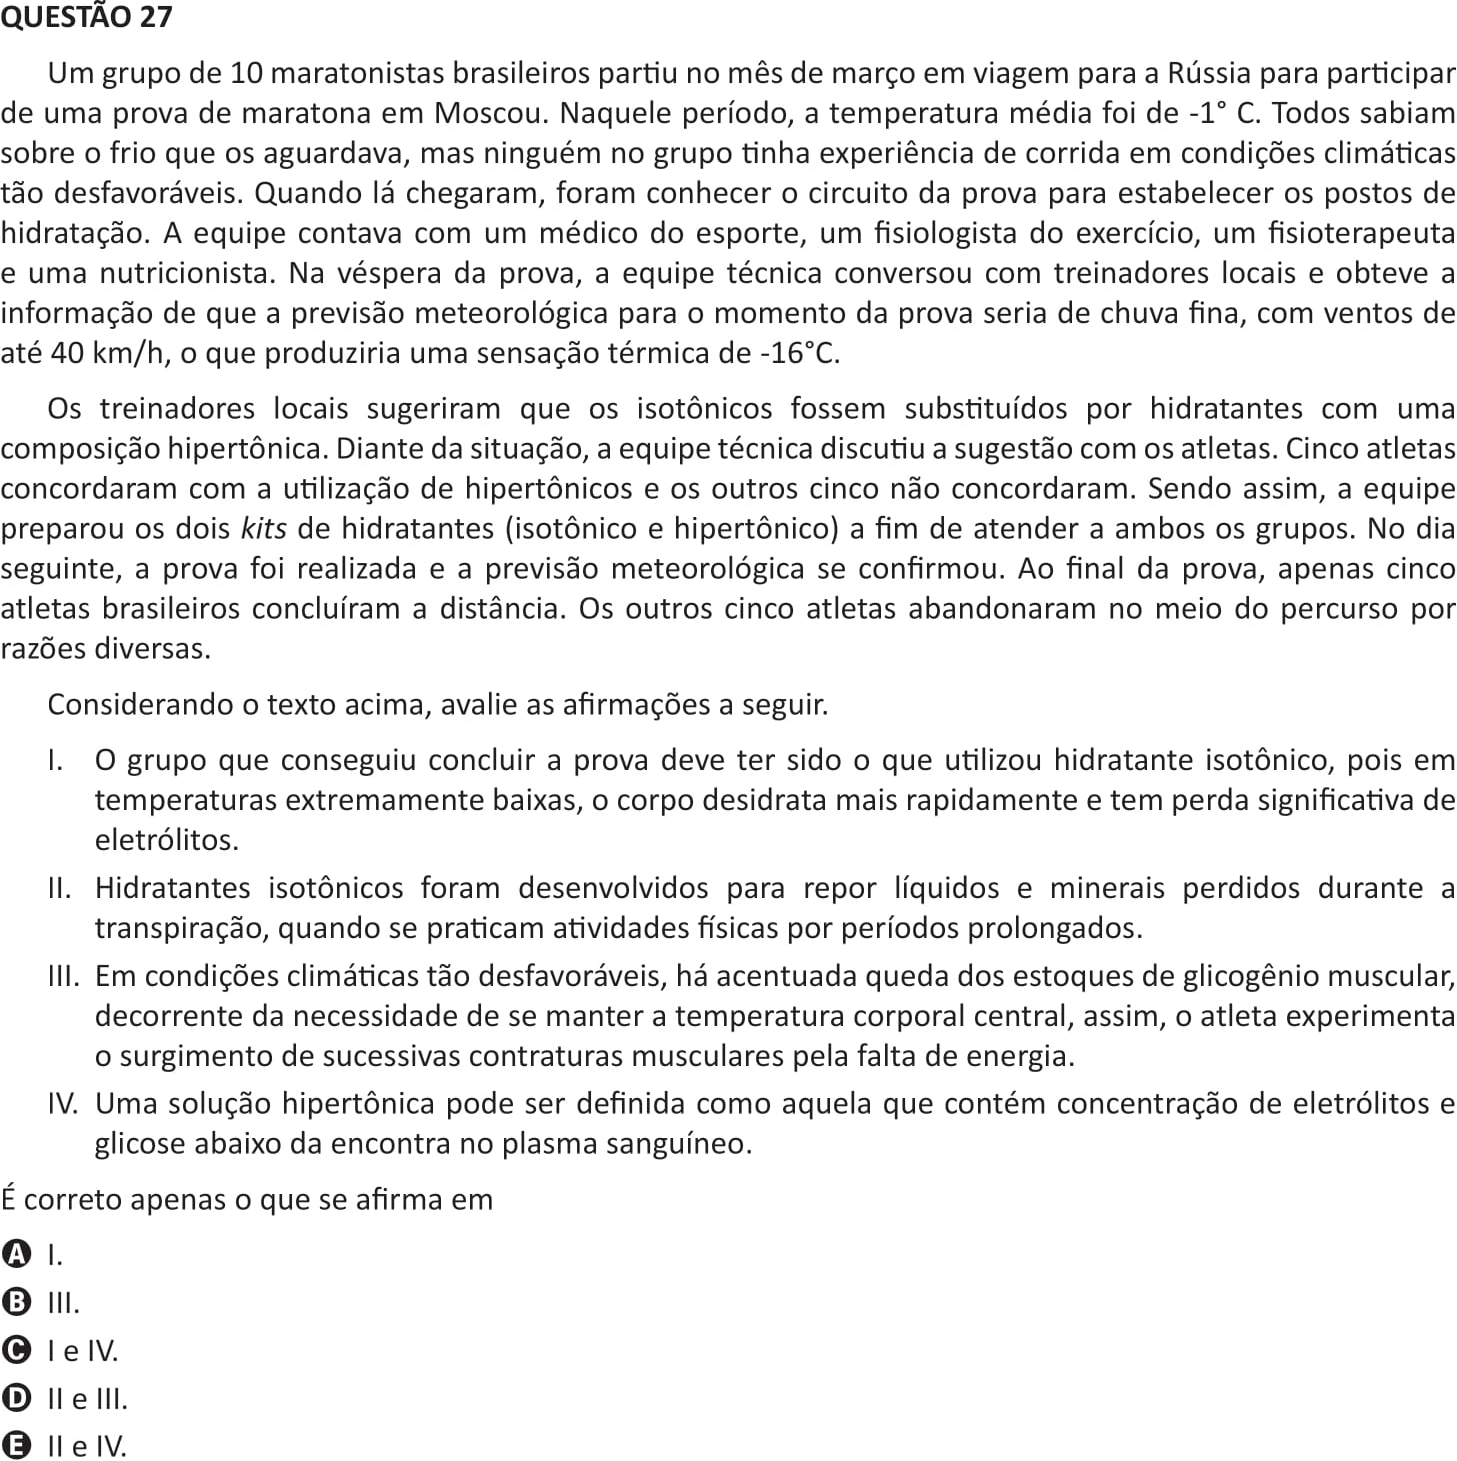 QUESTÃO 27
Um grupo de 10 maratonistas brasileiros partiu no mês de março em viagem para a Rússia para participar
de uma prova de maratona em Moscou. Naquele período, a temperatura média foi de -1° C. Todos sabiam
sobre o frio que os aguardava, mas ninguém no grupo tinha experiência de corrida em condições climáticas
tão desfavoráveis. Quando lá chegaram, foram conhecer o circuito da prova para estabelecer os postos de
hidratação. A equipe contava com um médico do esporte, um fisiologista do exercício, um fisioterapeuta
e uma nutricionista. Na véspera da prova, a equipe técnica conversou com treinadores locais e obteve a
informação de que a previsão meteorológica para o momento da prova seria de chuva fina, com ventos de
até 40 km/h, o que produziria uma sensação térmica de -16°C.
Os treinadores locais sugeriram que os isotônicos fossem substituídos por hidratantes com uma
composição hipertônica. Diante da situação, a equipe técnica discutiu a sugestão com os atletas. Cinco atletas
concordaram com a utilização de hipertônicos e os outros cinco não concordaram. Sendo assim, a equipe
preparou os dois kits de hidratantes (isotônico e hipertônico) a fim de atender a ambos os grupos. No dia
seguinte, a prova foi realizada e a previsão meteorológica se confirmou. Ao final da prova, apenas cinco
atletas brasileiros concluíram a distância. Os outros cinco atletas abandonaram no meio do percurso por
razões diversas.
Considerando o texto acima, avalie as afirmações a seguir.
I. O grupo que conseguiu concluir a prova deve ter sido o que utilizou hidratante isotônico, pois em
temperaturas extremamente baixas, o corpo desidrata mais rapidamente e tem perda significativa de
eletrólitos.
II. Hidratantes isotônicos foram desenvolvidos para repor líquidos e minerais perdidos durante a
transpiração, quando se praticam atividades físicas por períodos prolongados.
III. Em condições climáticas tão desfavoráveis, há acentuada queda dos estoques de glicogênio muscular,
decorrente da necessidade de se manter a temperatura corporal central, assim, o atleta experimenta
o surgimento de sucessivas contraturas musculares pela falta de energia.
IV. Uma solução hipertônica pode ser definida como aquela que contém concentração de eletrólitos e
glicose abaixo da encontra no plasma sanguíneo.
É correto apenas o que se afirma em
A I.
B III.
C I e IV.
D II e III.
E II e IV.